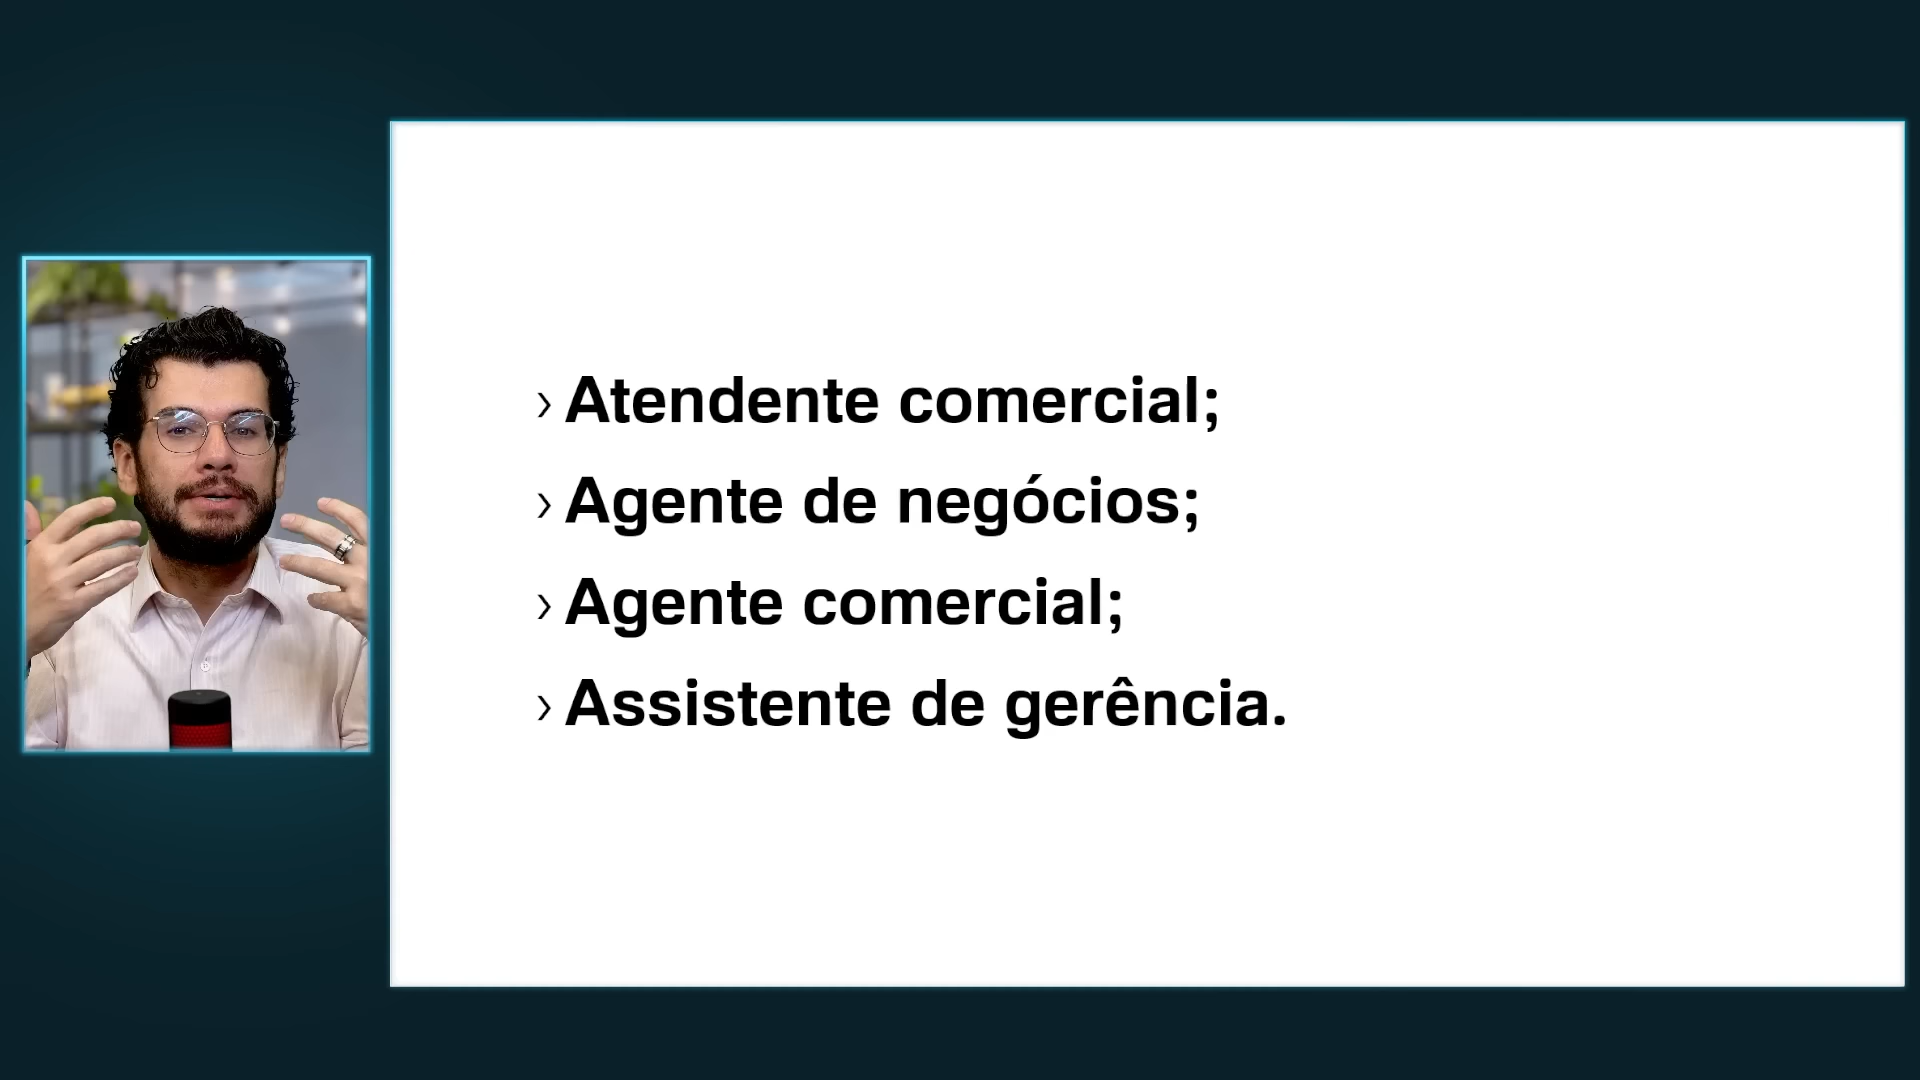 › Atendente comercial;
› Agente de negócios;
› Agente comercial;
› Assistente de gerência.